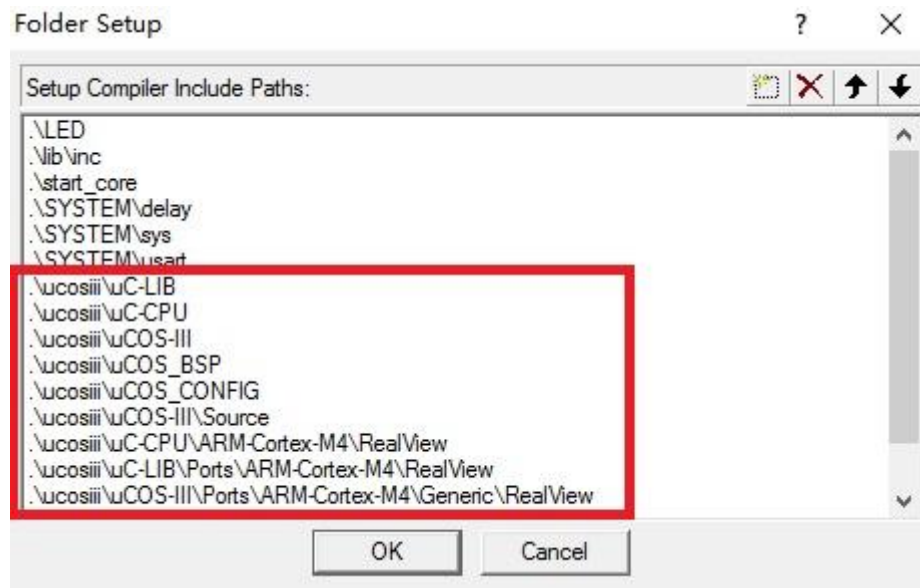 Folder Setup
?
Setup Compiler Include Paths:
.\LED
.\lib\inc
.\start_core
.\SYSTEM\delay
.\SYSTEM\sys
.\SYSTEM\usart
.\ucosiii\uC-LIB
.\ucosiii\uC-CPU
.\ucosiii\uCOS-III
.\ucosiii\uCOS_BSP
.\ucosiii\uCOS_CONFIG
.\ucosiii\uCOS-III\Source
.\ucosiii\uC-CPU\ARM-Cortex-M4\RealView
.\ucosiii\uC-LIB\Ports\ARM-Cortex-M4\RealView
.\ucosiii\uCOS-III\Ports\ARM-Cortex-M4\Generic\RealView
OK
Cancel